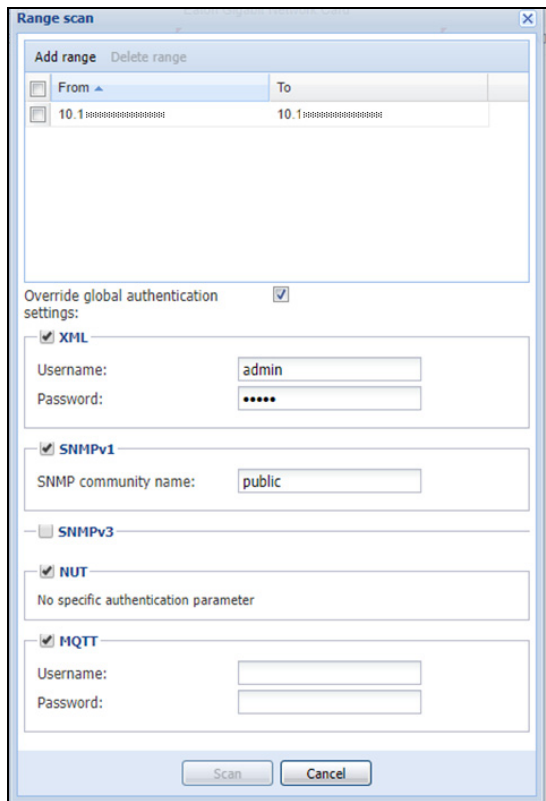 Range scan
Add range Delete range
From To
10.1 10.1
Override global authentication
settings:
XML
Username: admin
Password: •••••
SNMPv1
SNMP community name: public
SNMPv3
NUT
No specific authentication parameter
MQTT
Username:
Password:
Scan Cancel